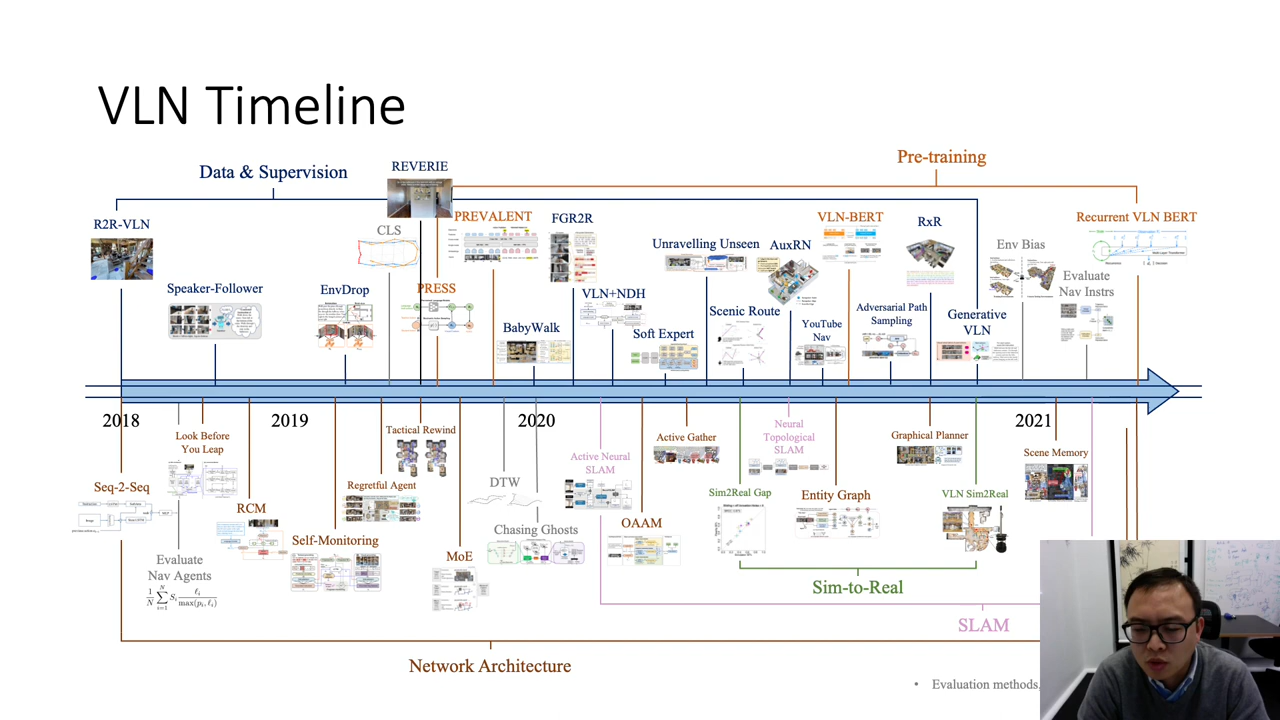 VLN Timeline
Pre-training
Data & Supervision
REVERIE
R2R-VLN
CLS
PREVALENT
FGR2R
VLN-BERT
RxR
Recurrent VLN BERT
Unravelling Unseen
AuxRN
Env Bias
Evaluate
Nav Instrs
Speaker-Follower
EnvDrop
PRESS
VLN+NDH
Scenic Route
Adversarial Path
Sampling
Generative
VLN
BabyWalk
Soft Expert
YouTube
Nav
2018
2019
2020
2021
Look Before
You Leap
Tactical Rewind
Active Gather
Neural
Topological
SLAM
Graphical Planner
Scene Memory
Active Neural
SLAM
Seq-2-Seq
Regretful Agent
DTW
Sim2Real Gap
Entity Graph
VLN Sim2Real
RCM
Self-Monitoring
Chasing Ghosts
OAAM
Evaluate
Nav Agents
MoE
Sim-to-Real
SLAM
Network Architecture
• Evaluation methods,